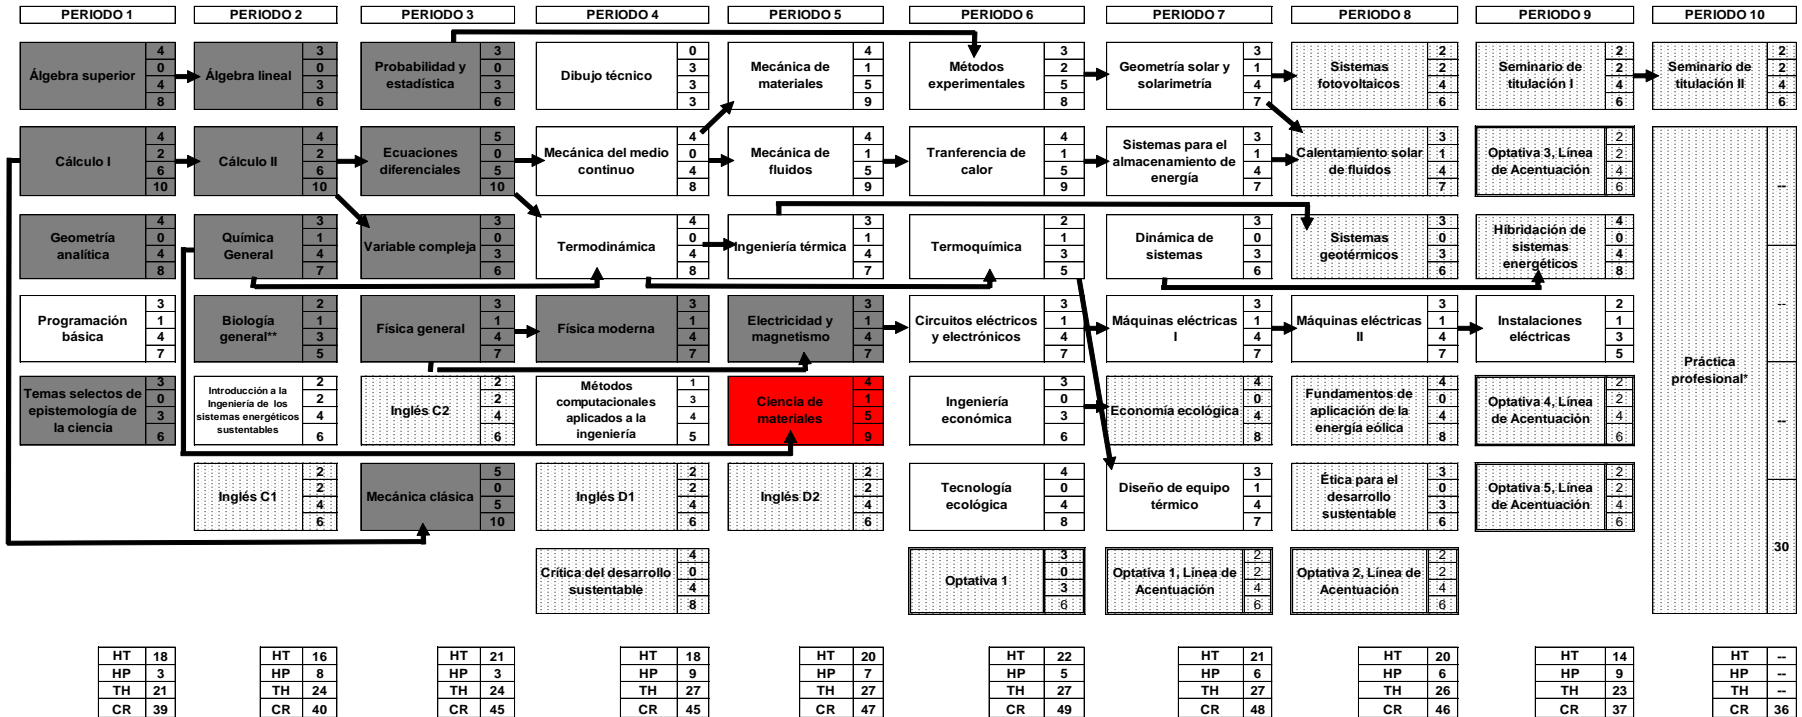 PERIODO 1
PERIODO 2
PERIODO 3
PERIODO 4
PERIODO 5
PERIODO 6
PERIODO 7
PERIODO 8
PERIODO 9
PERIODO 10
Álgebra superior
4
0
4
8
Álgebra lineal
3
0
3
6
Probabilidad y
estadística
3
0
3
6
Dibujo técnico
0
3
3
3
Mecánica de
materiales
4
1
5
9
Métodos
experimentales
3
2
5
8
Geometría solar y
solarimetría
3
1
4
7
Sistemas
fotovoltaicos
2
2
4
6
Seminario de
titulación I
2
2
4
6
Seminario de
titulación II
2
2
4
6
Cálculo I
4
2
6
10
Cálculo II
4
2
6
10
Ecuaciones
diferenciales
5
0
5
10
Mecánica del medio
continuo
4
0
4
8
Mecánica de
fluidos
4
1
5
9
Tranferencia de
calor
4
1
5
9
Sistemas para el
almacenamiento de
energía
3
1
4
7
Calentamiento solar
de fluidos
3
1
4
7
Optativa 3, Línea
de Acentuación
2
2
4
6
Práctica
profesional*
--
--
--
30
Geometría
analítica
4
0
4
8
Química
General
3
1
4
7
Variable compleja
3
0
3
6
Termodinámica
4
0
4
8
Ingeniería térmica
3
1
4
7
Termoquímica
2
1
3
5
Dinámica de
sistemas
3
0
3
6
Sistemas
geotérmicos
3
0
3
6
Hibridación de
sistemas
energéticos
4
0
4
8
Programación
básica
3
1
4
7
Biología
general**
2
1
3
5
Física general
3
1
4
7
Física moderna
3
1
4
7
Electricidad y
magnetismo
3
1
4
7
Circuitos eléctricos
y electrónicos
3
1
4
7
Máquinas eléctricas
I
3
1
4
7
Máquinas eléctricas
II
3
1
4
7
Instalaciones
eléctricas
2
1
3
5
Temas selectos de
epistemología de
la ciencia
3
0
3
6
Introducción a la
Ingeniería de los
sistemas energéticos
sustentables
2
2
4
6
Inglés C2
2
2
4
6
Métodos
computacionales
aplicados a la
ingeniería
1
3
4
5
Ciencia de
materiales
4
1
5
9
Ingeniería
económica
3
0
3
6
Economía ecológica
4
0
4
8
Fundamentos de
aplicación de la
energía eólica
4
0
4
8
Optativa 4, Línea
de Acentuación
2
2
4
6
Inglés C1
2
2
4
6
Mecánica clásica
5
0
5
10
Inglés D1
2
2
4
6
Inglés D2
2
2
4
6
Tecnología
ecológica
4
0
4
8
Diseño de equipo
térmico
3
1
4
7
Ética para el
desarrollo
sustentable
3
0
3
6
Optativa 5, Línea
de Acentuación
2
2
4
6
Crítica del desarrollo
sustentable
4
0
4
8
Optativa 1
3
0
3
6
Optativa 1, Línea de
Acentuación
2
2
4
6
Optativa 2, Línea de
Acentuación
2
2
4
6
HT 18
HP 3
TH 21
CR 39
HT 16
HP 8
TH 24
CR 40
HT 21
HP 3
TH 24
CR 45
HT 18
HP 9
TH 27
CR 45
HT 20
HP 7
TH 27
CR 47
HT 22
HP 5
TH 27
CR 49
HT 21
HP 6
TH 27
CR 48
HT 20
HP 6
TH 26
CR 46
HT 14
HP 9
TH 23
CR 37
HT --
HP --
TH --
CR 36